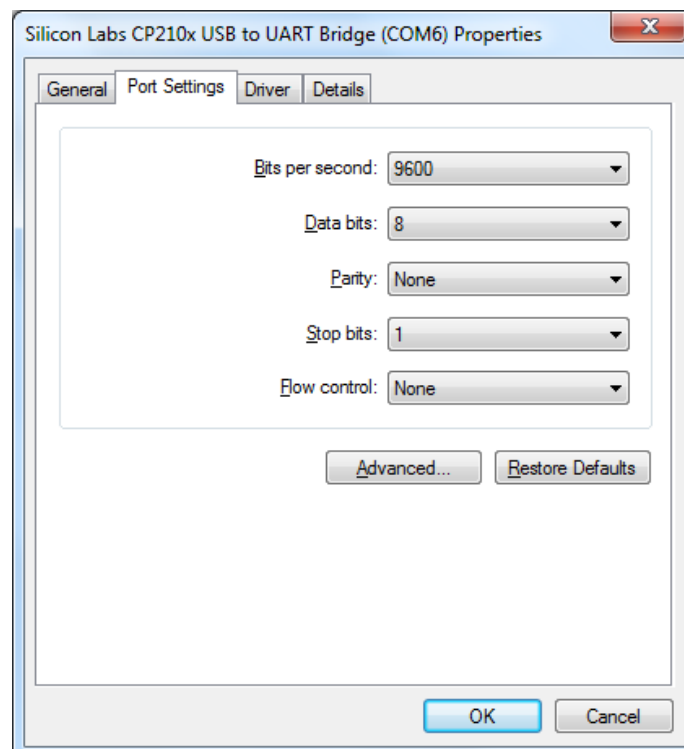 Silicon Labs CP210x USB to UART Bridge (COM6) Properties
General Port Settings Driver Details
Bits per second: 9600
Data bits: 8
Parity: None
Stop bits: 1
Flow control: None
Advanced... Restore Defaults
OK Cancel